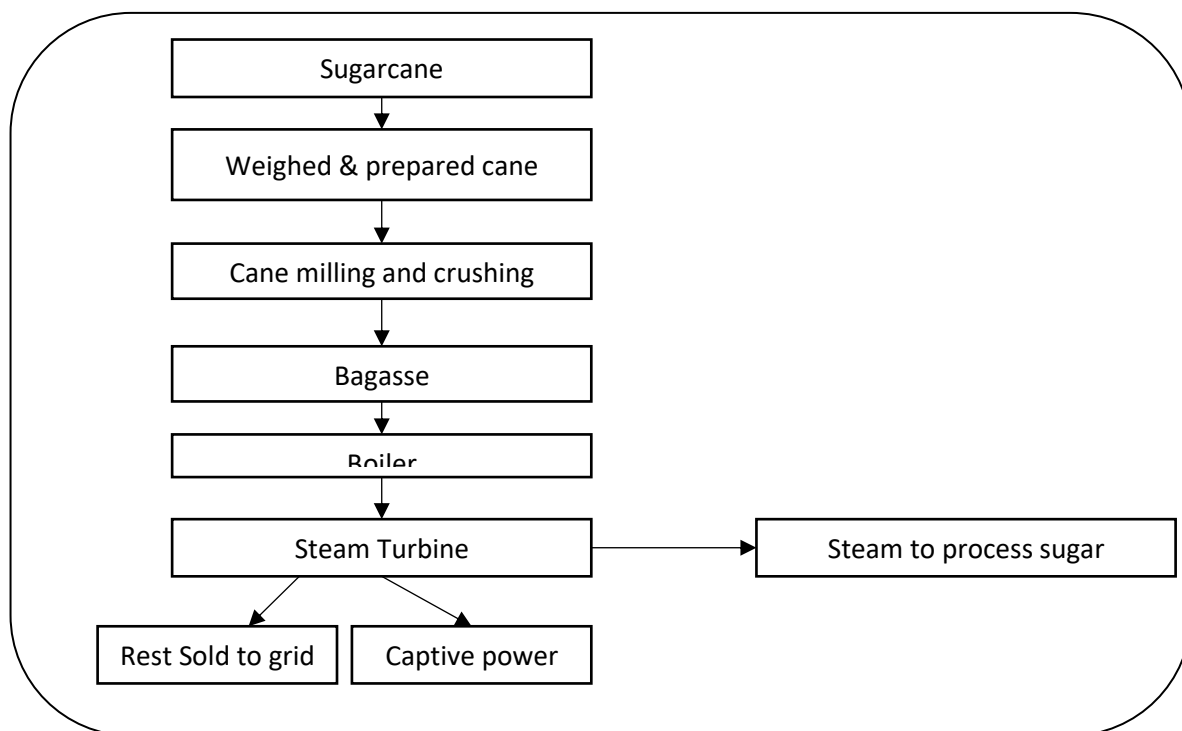 Sugarcane
Weighed & prepared cane
Cane milling and crushing
Bagasse
Boiler
Steam Turbine
Steam to process sugar
Rest Sold to grid
Captive power